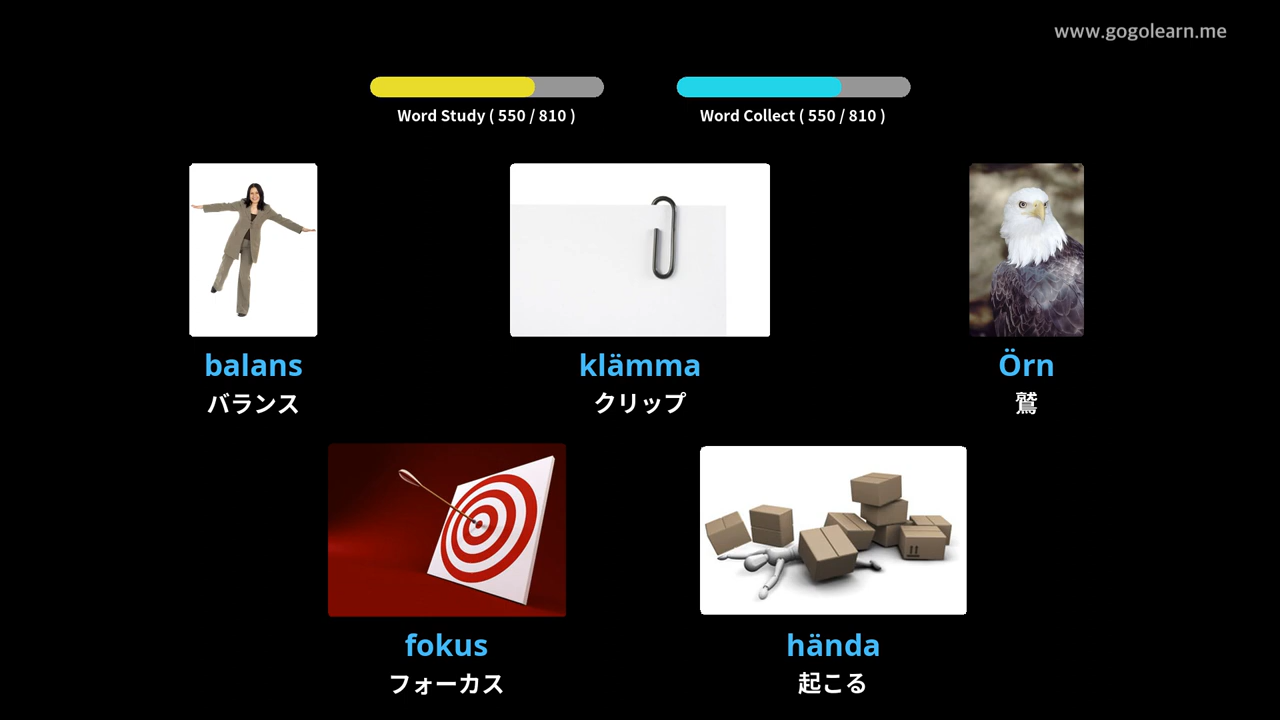 www.gogolearn.me
Word Study ( 550 / 810 )
Word Collect ( 550 / 810 )
balans
バランス
klämma
クリップ
Örn
鷲
fokus
フォーカス
hända
起こる